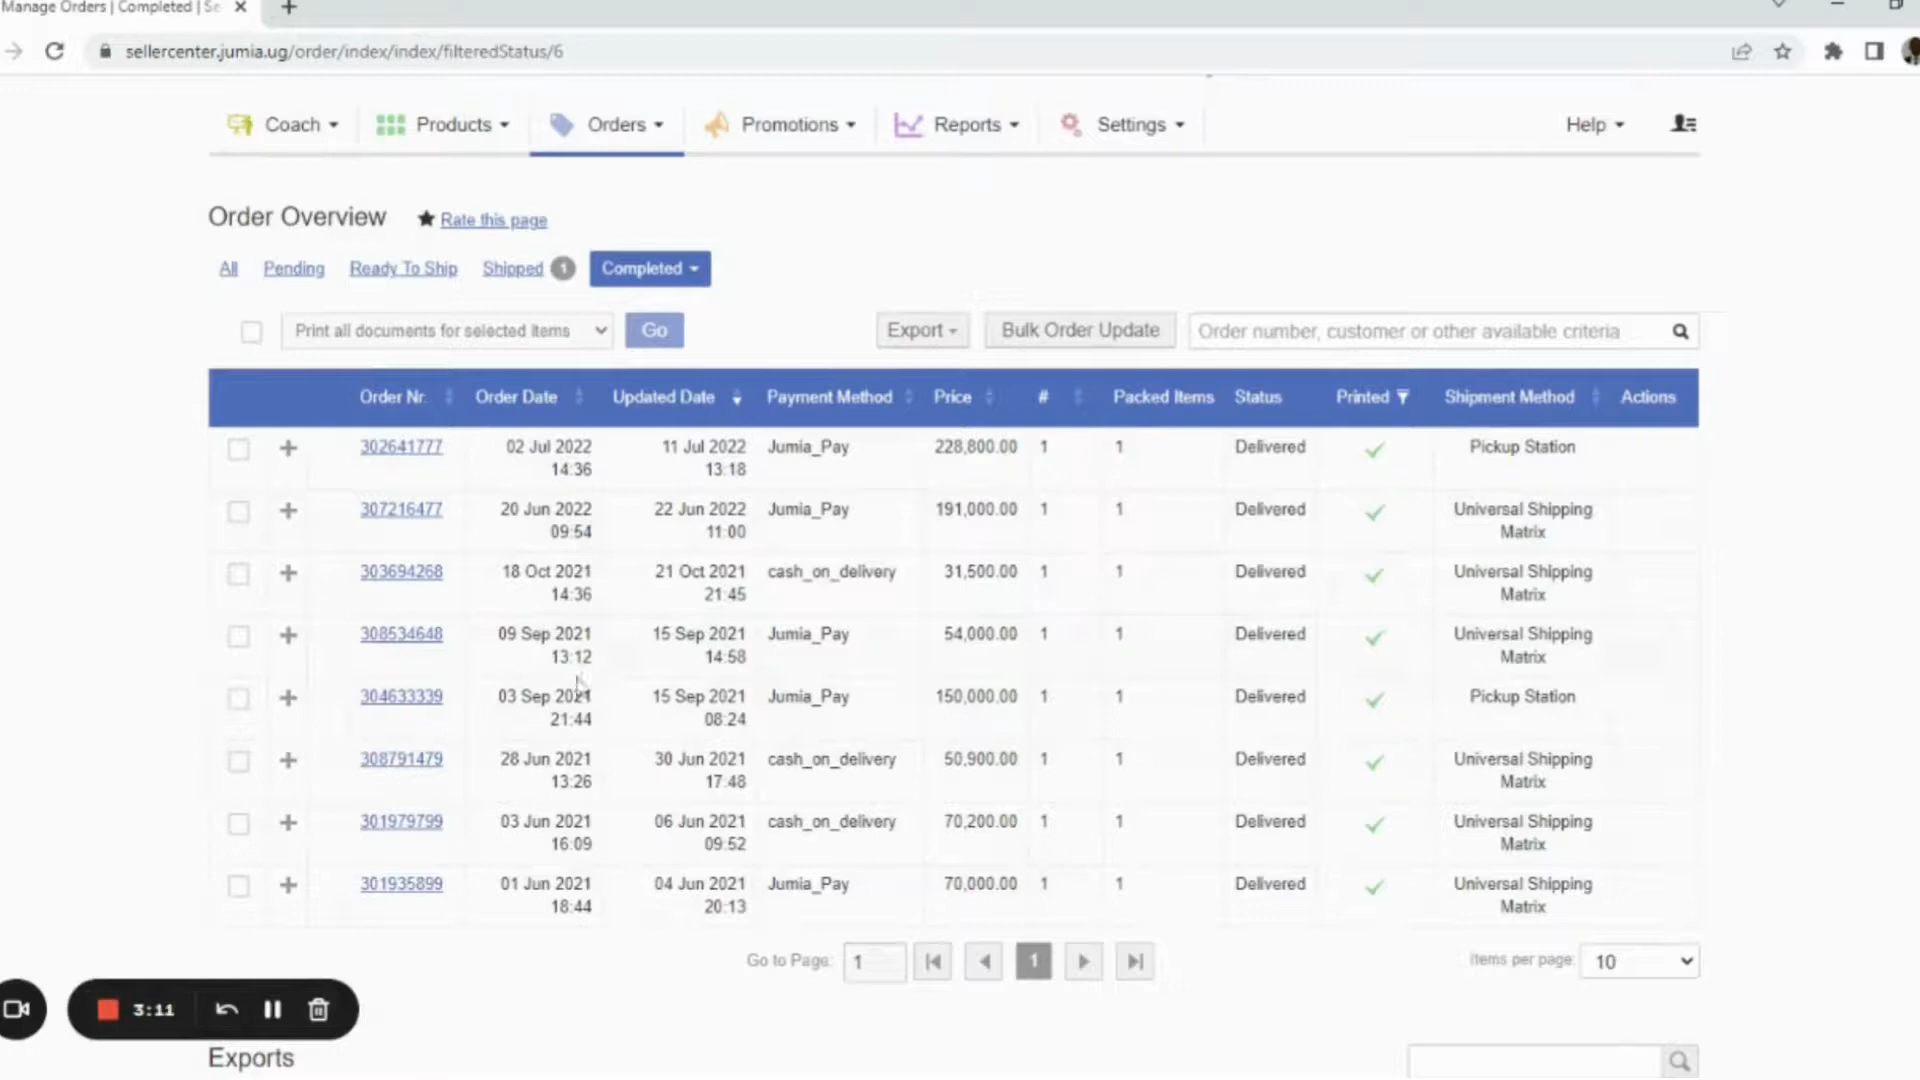 Manage Orders | Completed | Se
sellercenter.jumia.ug/order/index/index/filteredStatus/6
Coach Products Orders Promotions Reports Settings Help
Order Overview Rate this page
All Pending Ready To Ship Shipped 1 Completed
Print all documents for selected items Go Export Bulk Order Update Order number, customer or other available criteria
Order Nr. Order Date Updated Date Payment Method Price # Packed Items Status Printed Shipment Method Actions
302641777 02 Jul 2022 11 Jul 2022 Jumia_Pay 228,800.00 1 1 Delivered Pickup Station
14:36 13:18
307216477 20 Jun 2022 22 Jun 2022 Jumia_Pay 191,000.00 1 1 Delivered Universal Shipping
09:54 11:00 Matrix
303694268 18 Oct 2021 21 Oct 2021 cash_on_delivery 31,500.00 1 1 Delivered Universal Shipping
14:36 21:45 Matrix
308534648 09 Sep 2021 15 Sep 2021 Jumia_Pay 54,000.00 1 1 Delivered Universal Shipping
13:12 14:58 Matrix
304633339 03 Sep 2021 15 Sep 2021 Jumia_Pay 150,000.00 1 1 Delivered Pickup Station
21:44 08:24
308791479 28 Jun 2021 30 Jun 2021 cash_on_delivery 50,900.00 1 1 Delivered Universal Shipping
13:26 17:48 Matrix
301979799 03 Jun 2021 06 Jun 2021 cash_on_delivery 70,200.00 1 1 Delivered Universal Shipping
16:09 09:52 Matrix
301935899 01 Jun 2021 04 Jun 2021 Jumia_Pay 70,000.00 1 1 Delivered Universal Shipping
18:44 20:13 Matrix
Go to Page: 1 1 Items per page: 10
3:11
Exports